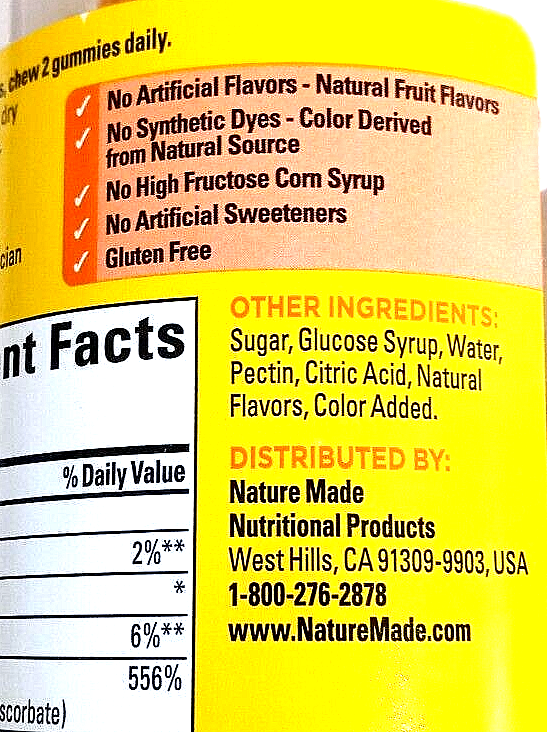 s, chew 2 gummies daily.
dry
cian
No Artificial Flavors - Natural Fruit Flavors
No Synthetic Dyes - Color Derived
from Natural Source
No High Fructose Corn Syrup
No Artificial Sweeteners
Gluten Free
nt Facts
% Daily Value
2%**
*
6%**
556%
scorbate)
OTHER INGREDIENTS:
Sugar, Glucose Syrup, Water,
Pectin, Citric Acid, Natural
Flavors, Color Added.
DISTRIBUTED BY:
Nature Made
Nutritional Products
West Hills, CA 91309-9903, USA
1-800-276-2878
www.NatureMade.com